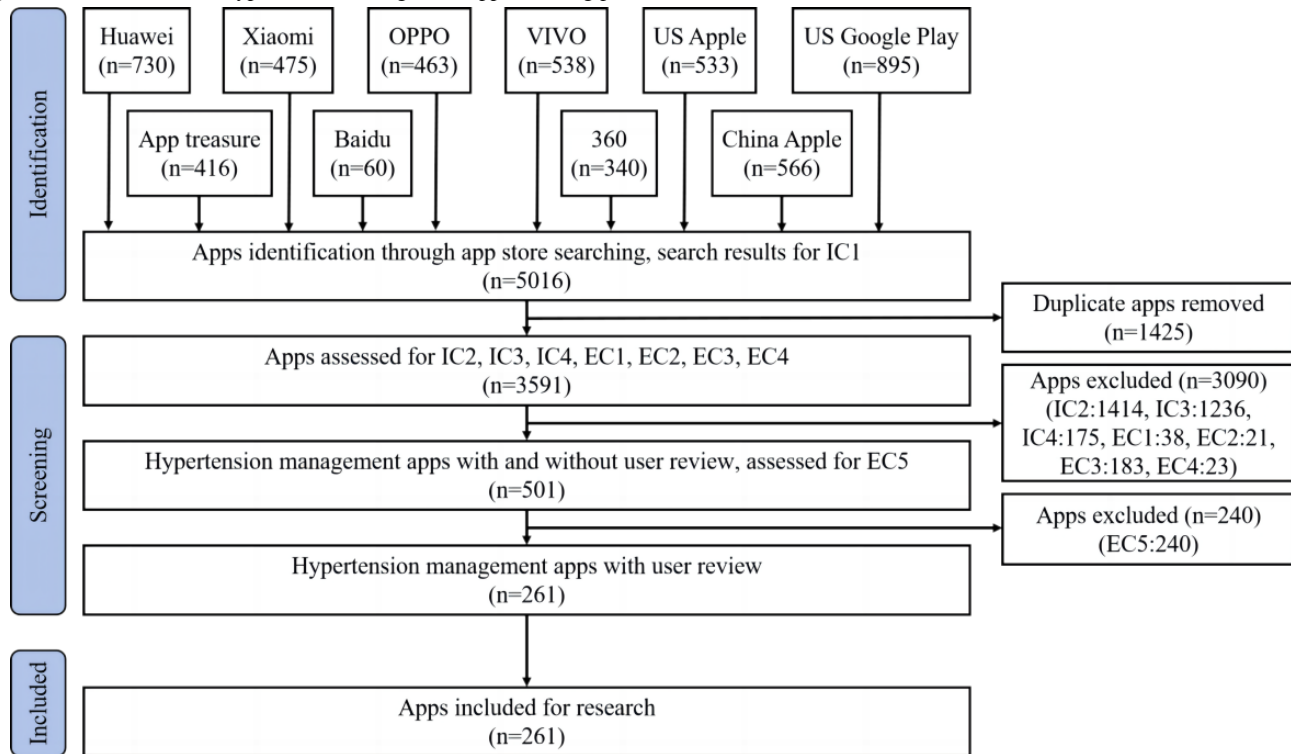 Huawei
(n=730)
Xiaomi
(n=475)
OPPO
(n=463)
VIVO
(n=538)
US Apple
(n=533)
US Google Play
(n=895)
App treasure
(n=416)
Baidu
(n=60)
360
(n=340)
China Apple
(n=566)
Identification
Apps identification through app store searching, search results for IC1
(n=5016)
Duplicate apps removed
(n=1425)
Screening
Apps assessed for IC2, IC3, IC4, EC1, EC2, EC3, EC4
(n=3591)
Apps excluded (n=3090)
(IC2:1414, IC3:1236,
IC4:175, EC1:38, EC2:21,
EC3:183, EC4:23)
Hypertension management apps with and without user review, assessed for EC5
(n=501)
Apps excluded (n=240)
(EC5:240)
Hypertension management apps with user review
(n=261)
Included
Apps included for research
(n=261)